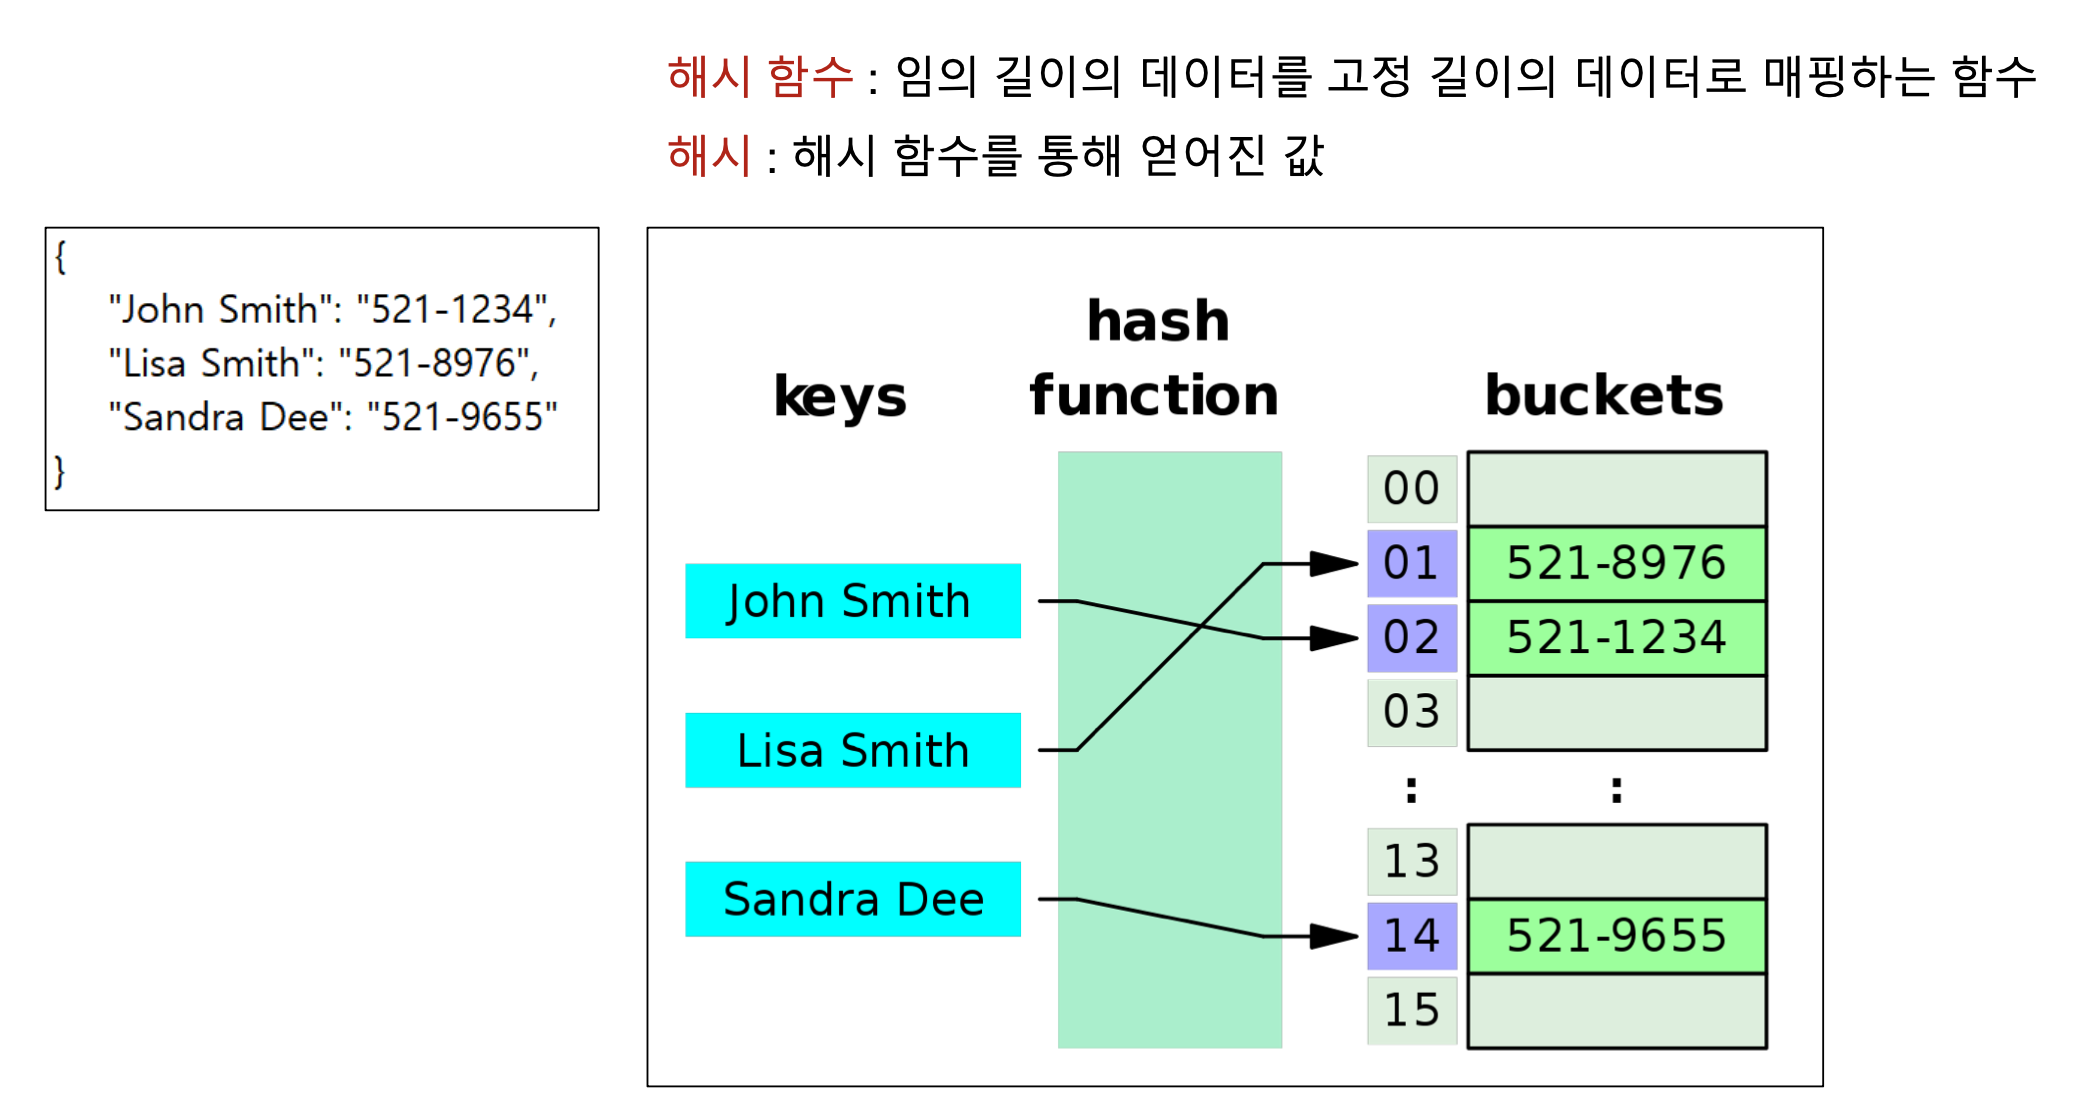 해시 함수 : 임의 길이의 데이터를 고정 길이의 데이터로 매핑하는 함수
해시 : 해시 함수를 통해 얻어진 값
{
"John Smith": "521-1234",
"Lisa Smith": "521-8976",
"Sandra Dee": "521-9655"
}
hash
keys function buckets
00
01 521-8976
John Smith
02 521-1234
03
Lisa Smith
: :
13
Sandra Dee
14 521-9655
15